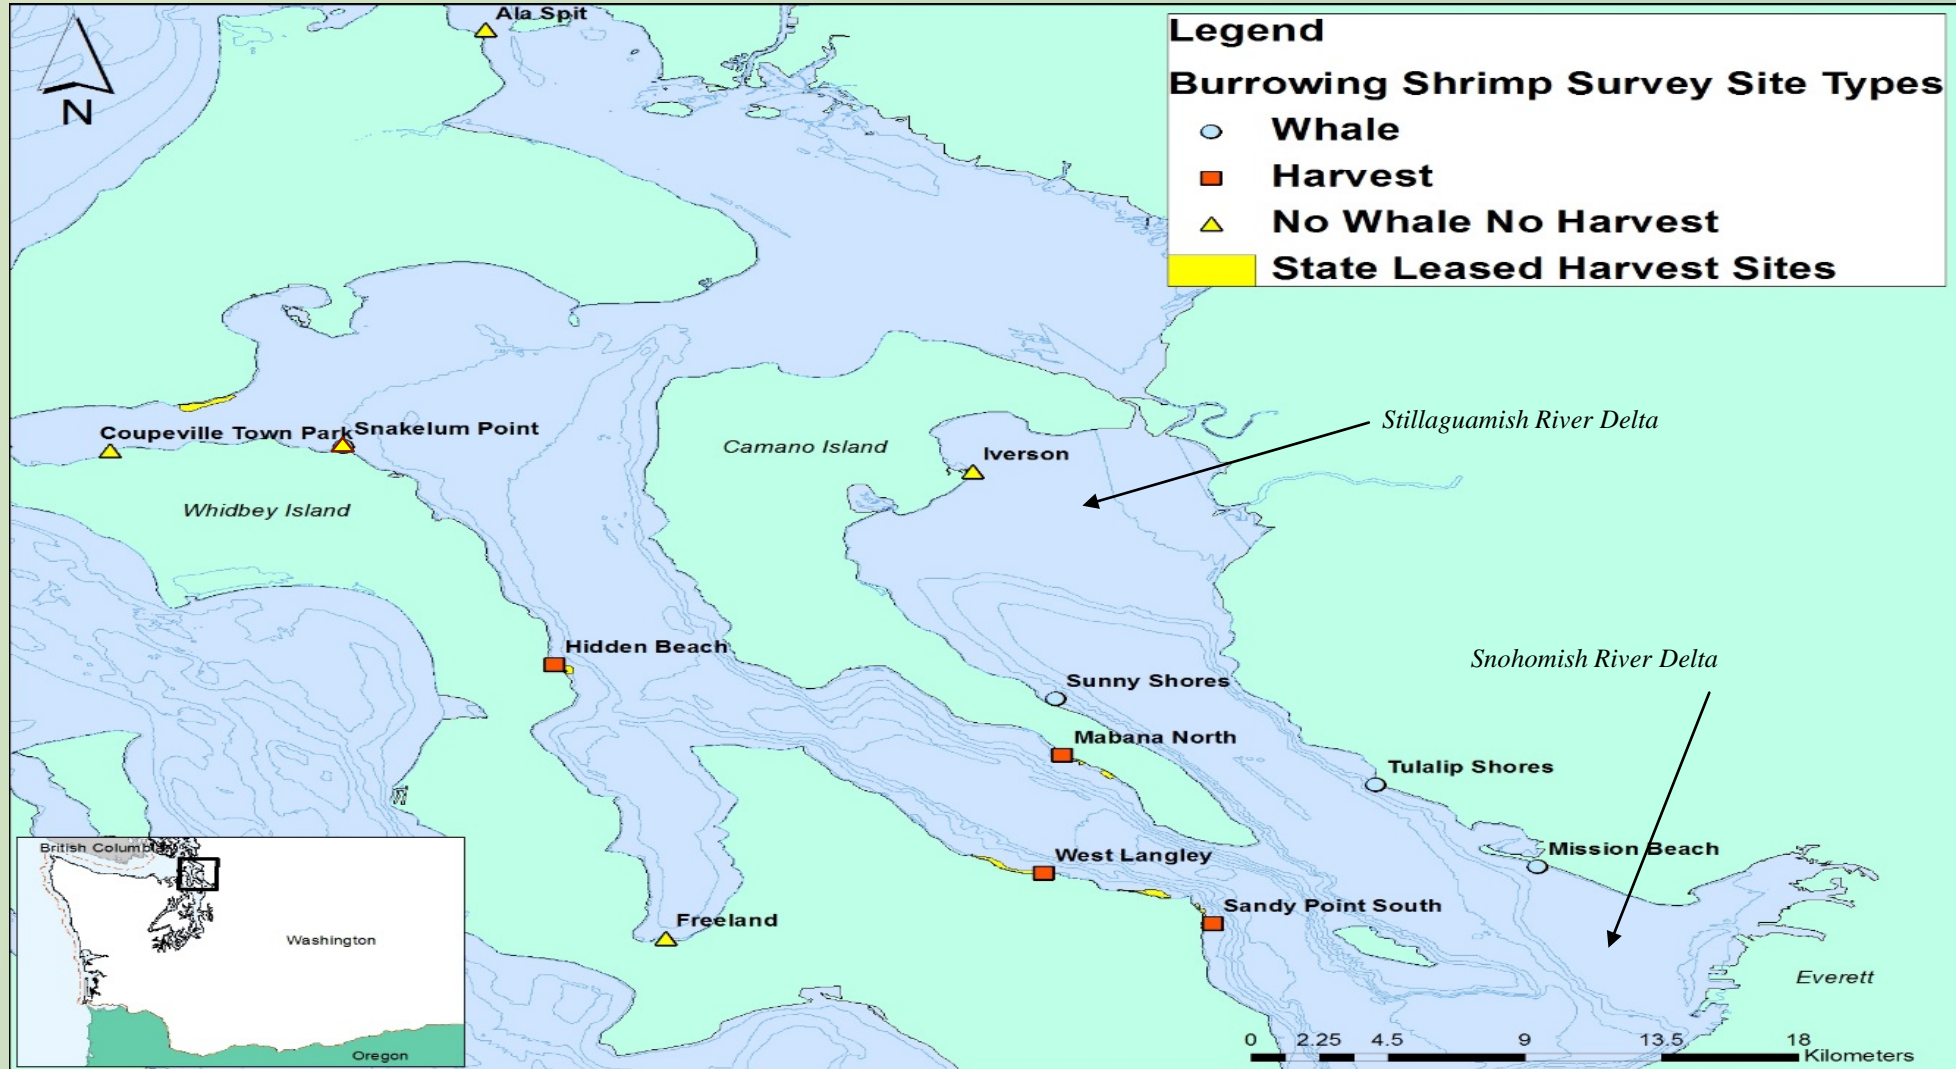 Ala Spit
Legend
Burrowing Shrimp Survey Site Types
Whale
Harvest
No Whale No Harvest
State Leased Harvest Sites
N
Coupeville Town Park
Snakelum Point
Camano Island
Iverson
Stillaguamish River Delta
Whidbey Island
Hidden Beach
Sunny Shores
Snohomish River Delta
Mabana North
Tulalip Shores
Mission Beach
West Langley
Sandy Point South
Freeland
Everett
British Columbia
Washington
Oregon
0 2.25 4.5 9 13.5 18
Kilometers